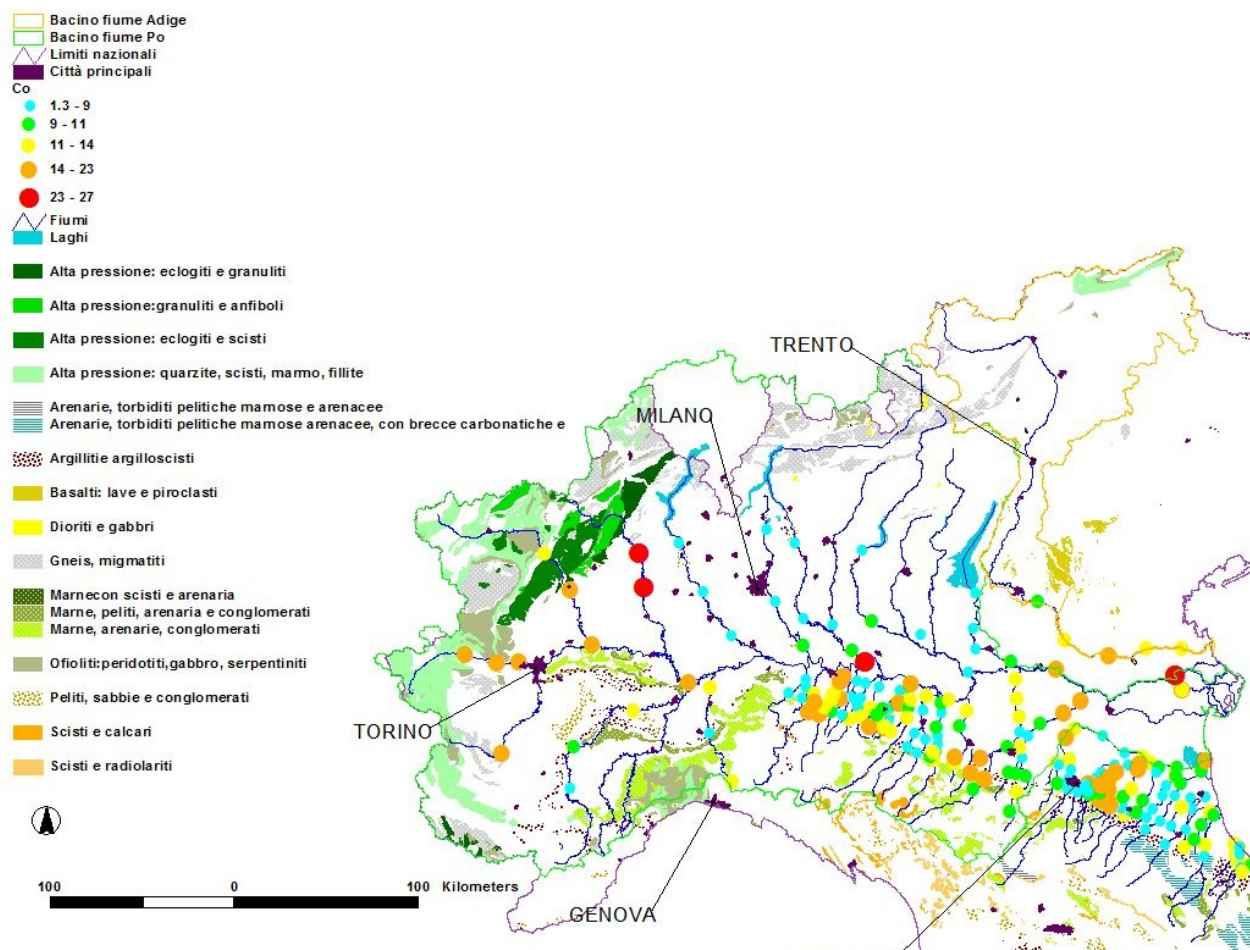 Bacino fiume Adige
Bacino fiume Po
Limiti nazionali
Città principali
Co
1.3 - 9
9 - 11
11 - 14
14 - 23
23 - 27
Fiumi
Laghi
Alta pressione: eclogiti e granuliti
Alta pressione:granuliti e anfiboli
Alta pressione: eclogiti e scisti
Alta pressione: quarzite, scisti, marmo, fillite
Arenarie, torbiditi pelitiche mamose e arenacee
Arenarie, torbiditi pelitiche mamose arenacee, con brecce carbonatiche e
Argillitie argilloscisti
Basalti: lave e piroclasti
Dioriti e gabbri
Gneis, migmatiti
Marnecon scisti e arenaria
Marne, peliti, arenaria e conglomerati
Marne, arenarie, conglomerati
Ofioliti:peridotiti,gabbro, serpentiniti
Peliti, sabbie e conglomerati
Scisti e calcari
Scisti e radiolariti
TRENTO
MILANO
TORINO
GENOVA
100 0 100 Kilometers